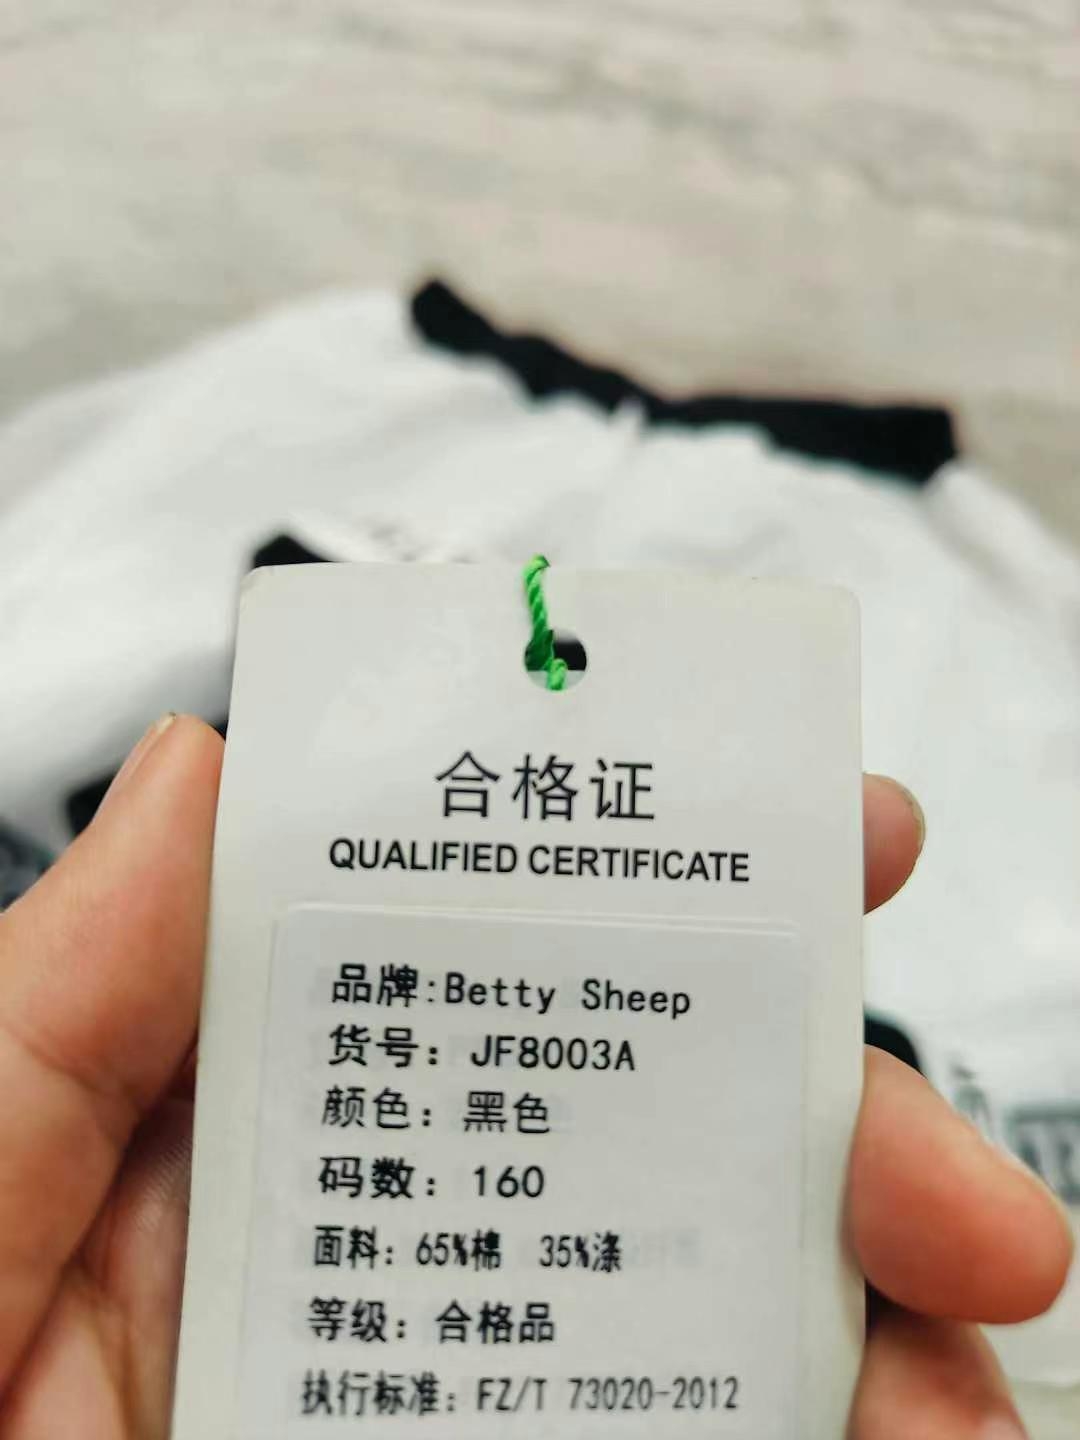 合格证
QUALIFIED CERTIFICATE
品牌:Betty Sheep
货号：JF8003A
颜色：黑色
码数：160
面料：65%棉 35%涤
等级：合格品
执行标准：FZ/T 73020-2012